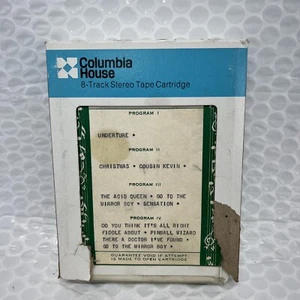 Columbia
House
8-Track Stereo Tape Cartridge
PROGRAM I
UNDERTURE •
PROGRAM II
CHRISTMAS • COUSIN KEVIN •
PROGRAM III
THE ACID QUEEN • GO TO THE
MIRROR BOY • SENSATION •
PROGRAM IV
DO YOU THINK IT'S ALL RIGHT
FIDDLE ABOUT • PINBALL WIZARD
THERE A DOCTOR I'VE FOUND •
GO TO THE MIRROR BOY •
GUARANTEE VOID IF ATTEMPT
IS MADE TO OPEN CARTRIDGE